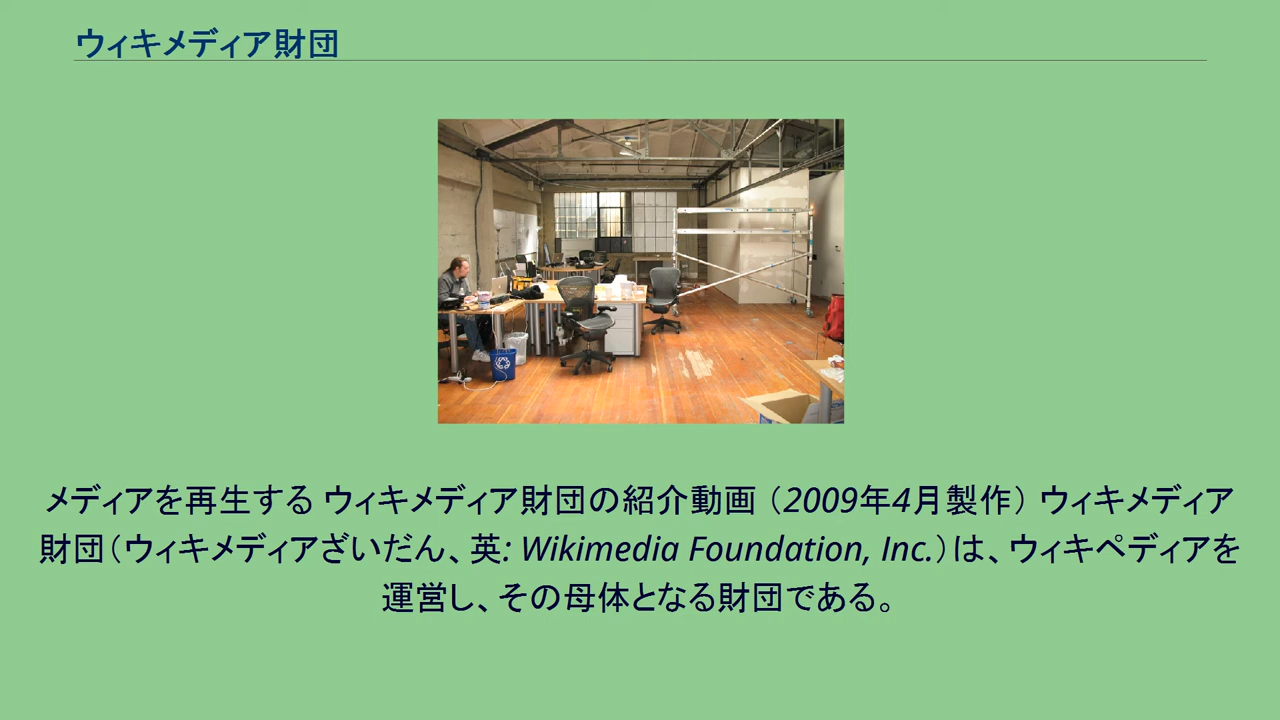 ウィキメディア財団
メディアを再生する ウィキメディア財団の紹介動画（2009年4月製作） ウィキメディア
財団（ウィキメディアざいだん、英: Wikimedia Foundation, Inc.）は、ウィキペディアを
運営し、その母体となる財団である。